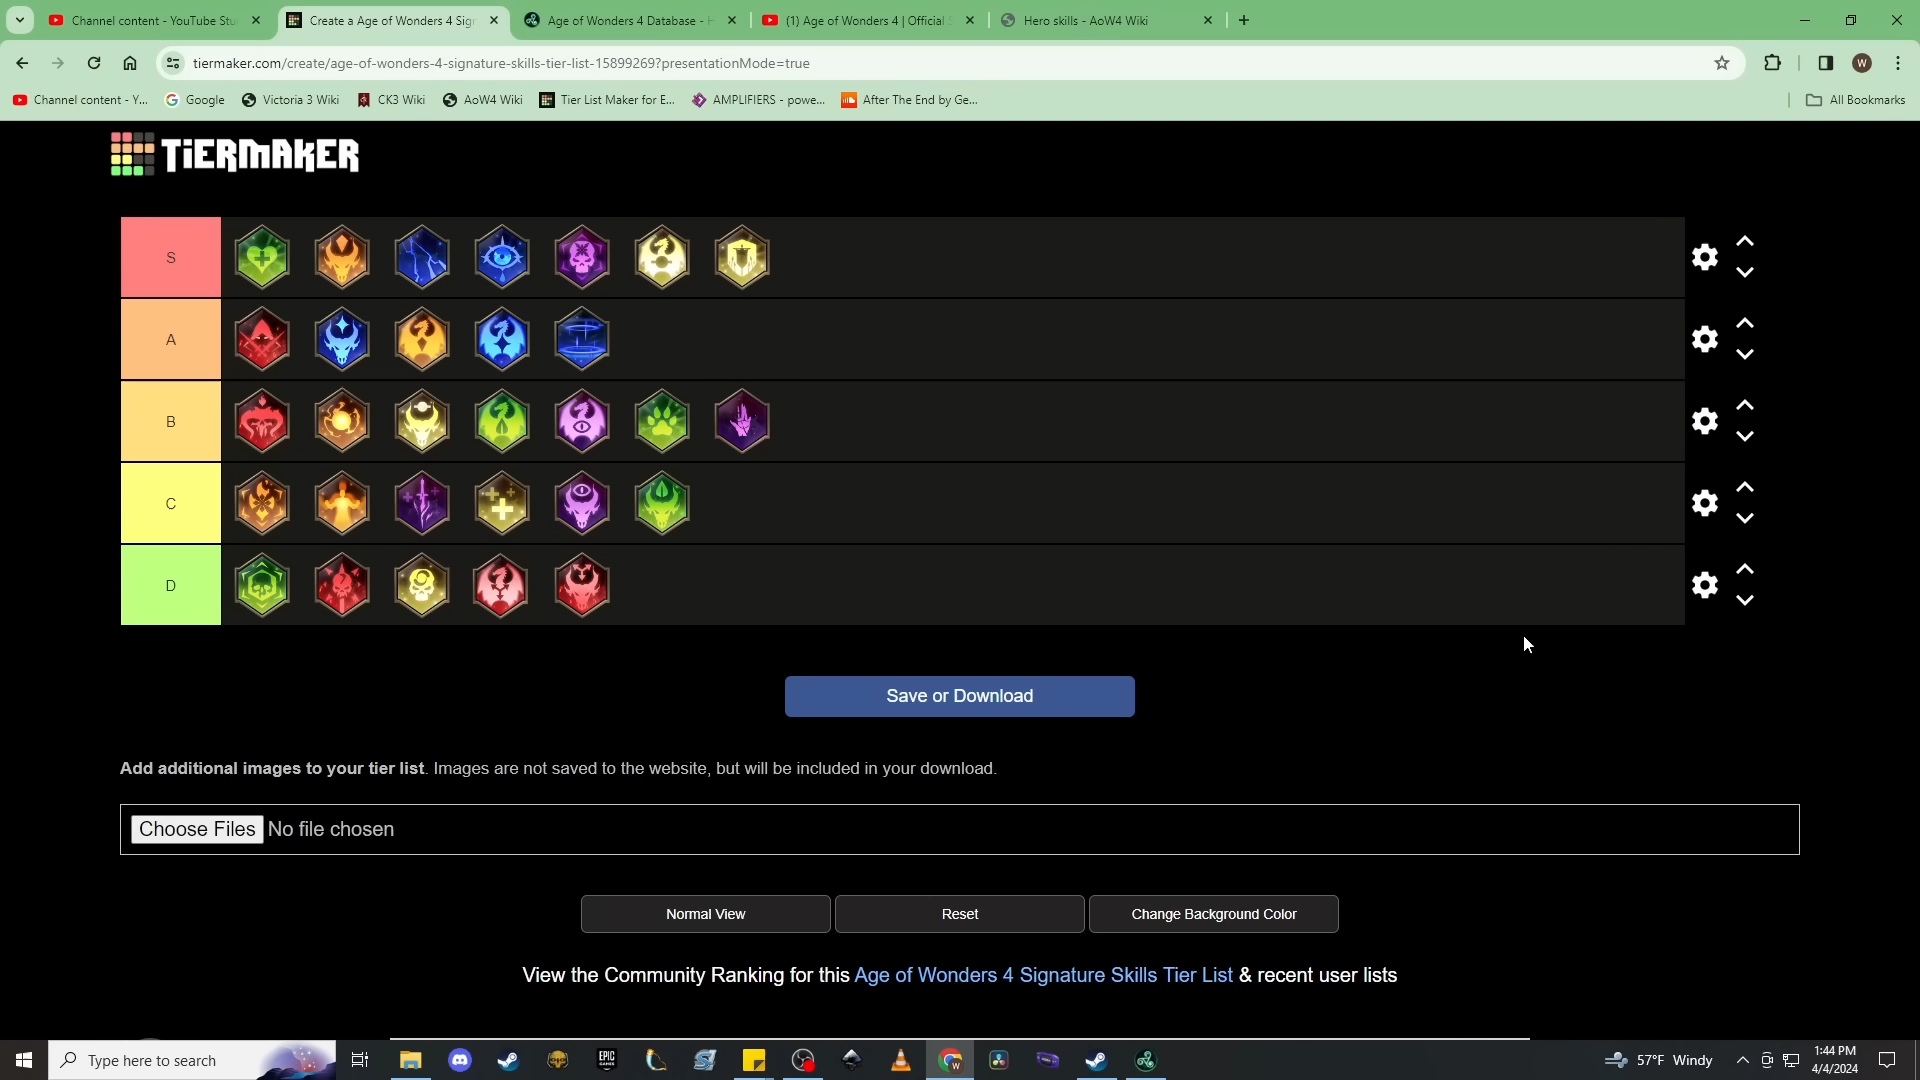 Channel content - YouTube Stu
Create a Age of Wonders 4 Sig
Age of Wonders 4 Database - H
(1) Age of Wonders 4 | Official S
Hero skills - AoW4 Wiki
tiermaker.com/create/age-of-wonders-4-signature-skills-tier-list-15899269?presentationMode=true
W
Channel content - Y...
Google
Victoria 3 Wiki
CK3 Wiki
AoW4 Wiki
Tier List Maker for E...
AMPLIFIERS - powe...
After The End by Ge...
All Bookmarks
TiERMAKER
S
A
B
C
D
Save or Download
Add additional images to your tier list. Images are not saved to the website, but will be included in your download.
Choose Files No file chosen
Normal View
Reset
Change Background Color
View the Community Ranking for this Age of Wonders 4 Signature Skills Tier List & recent user lists
Type here to search
EPIC
GAMES
57°F Windy
1:44 PM
4/4/2024